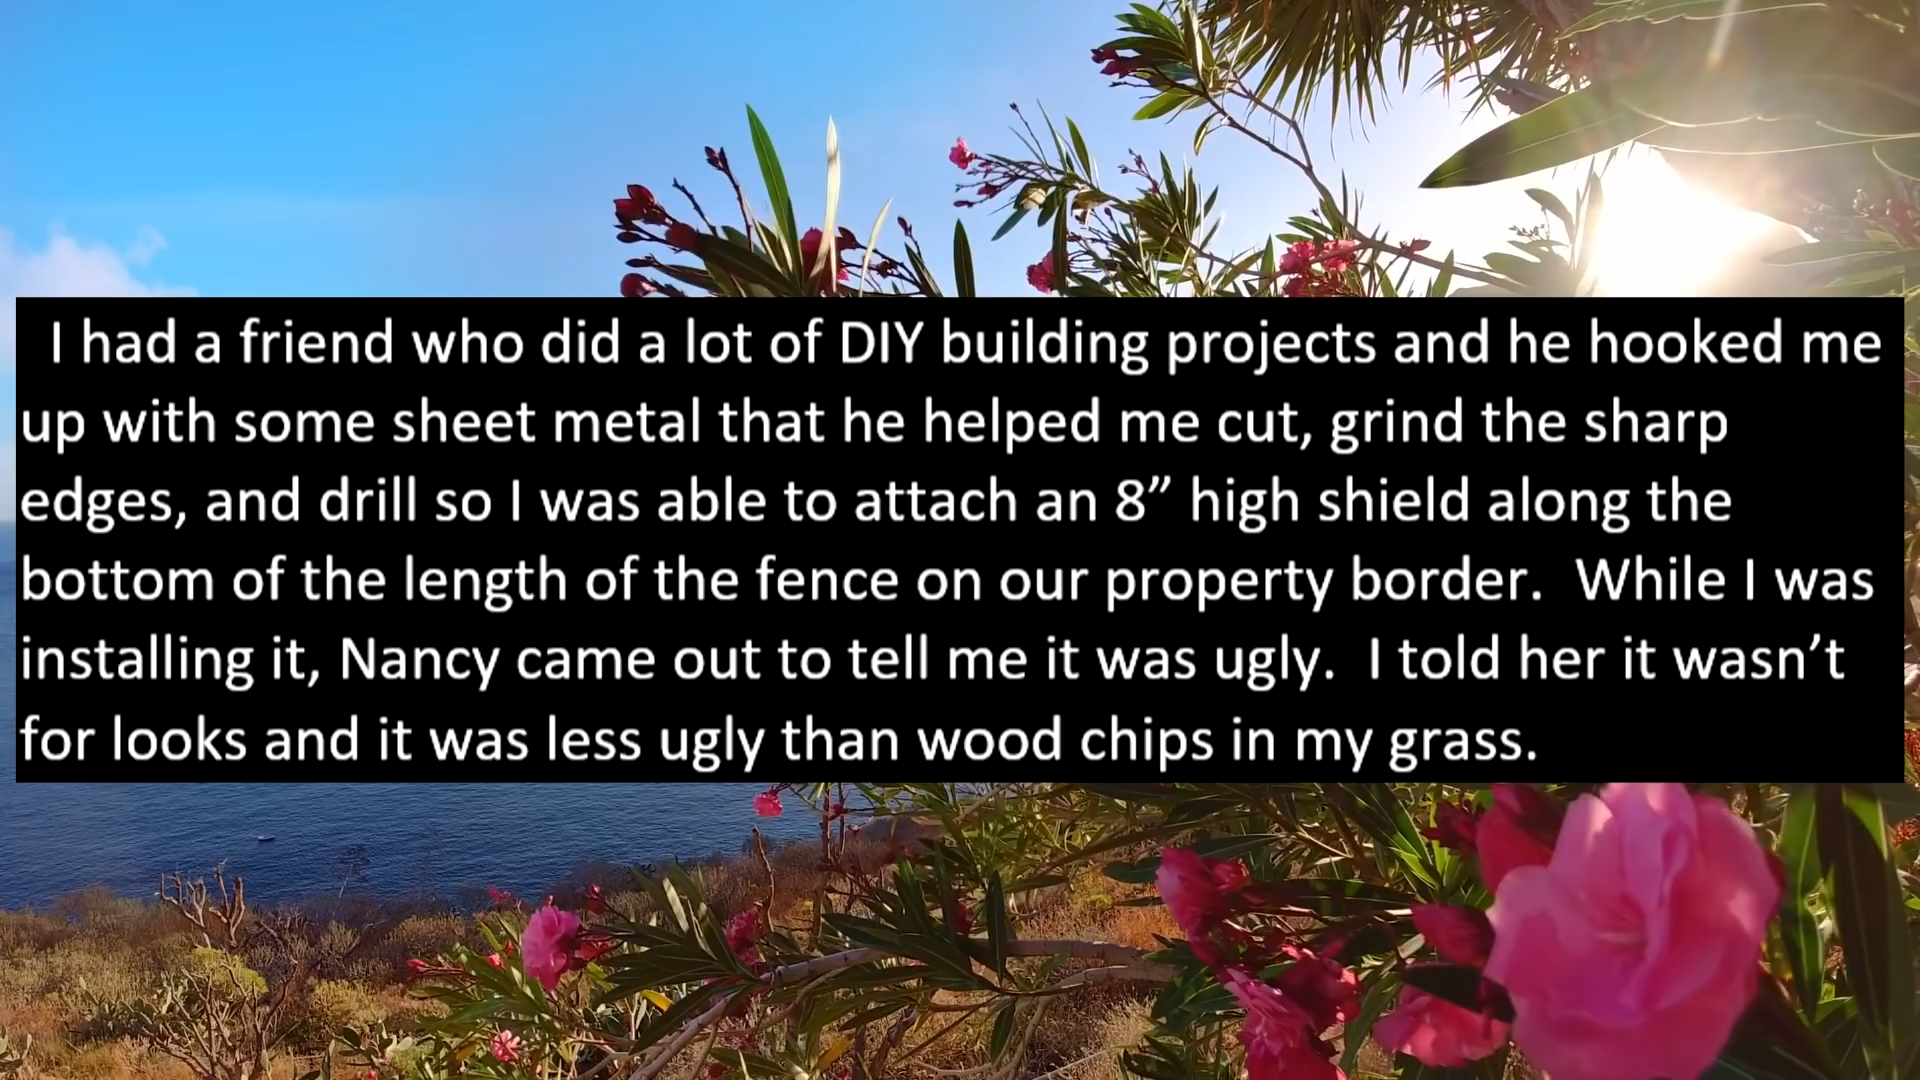 I had a friend who did a lot of DIY building projects and he hooked me
up with some sheet metal that he helped me cut, grind the sharp
edges, and drill so I was able to attach an 8” high shield along the
bottom of the length of the fence on our property border.  While I was
installing it, Nancy came out to tell me it was ugly.  I told her it wasn’t
for looks and it was less ugly than wood chips in my grass.